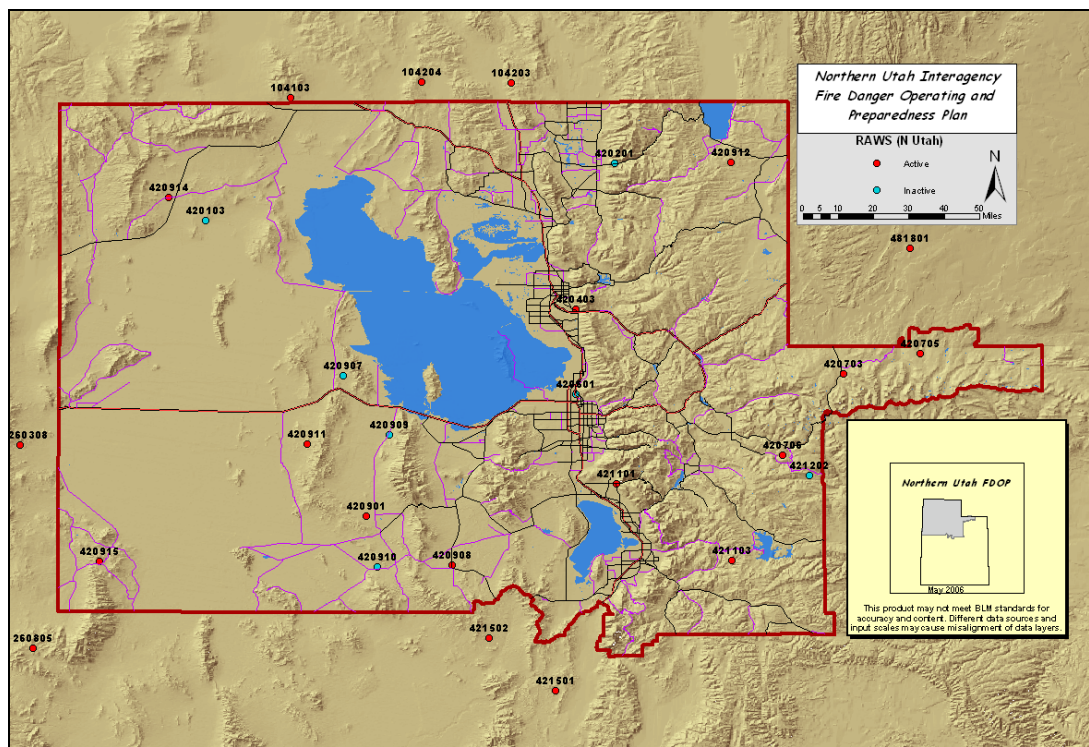 104204
104203
104103
Northern Utah Interagency
Fire Danger Operating and
Preparedness Plan
RAWS (N Utah)
Active
Inactive
N
0 5 10 20 30 40 50
Miles
420201
420912
420914
420103
481801
420403
420705
420703
420907
420801
420909
260308
420911
420706
421202
421101
Northern Utah FDOP
May 2006
This product may not meet BLM standards for
accuracy and content. Different data sources and
input scales may cause misalignment of data layers.
420901
420915
420910
420908
421103
421502
260805
421501